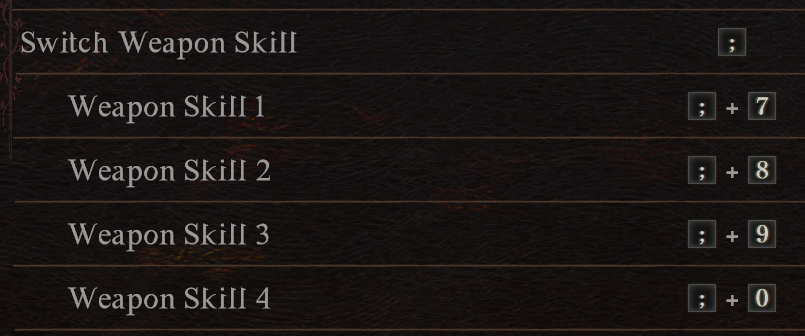 Switch Weapon Skill ;
Weapon Skill 1 ; + 7
Weapon Skill 2 ; + 8
Weapon Skill 3 ; + 9
Weapon Skill 4 ; + 0